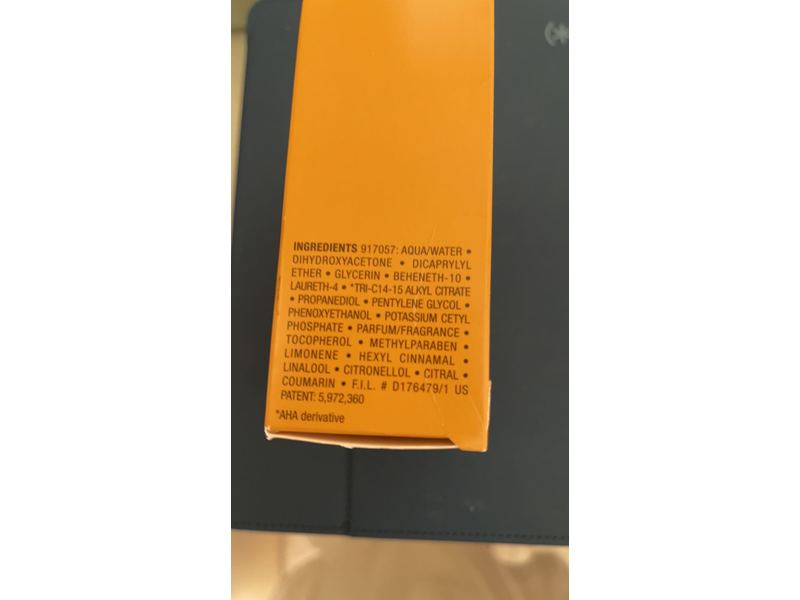 INGREDIENTS 917057: AQUA/WATER •
DIHYDROXYACETONE • DICAPRYLYL
ETHER • GLYCERIN • BEHENETH-10 •
LAURETH-4 • *TRI-C14-15 ALKYL CITRATE
• PROPANEDIOL • PENTYLENE GLYCOL •
PHENOXYETHANOL • POTASSIUM CETYL
PHOSPHATE • PARFUM/FRAGRANCE •
TOCOPHEROL • METHYLPARABEN •
LIMONENE • HEXYL CINNAMAL •
LINALOOL • CITRONELLOL • CITRAL •
COUMARIN • F.I.L. # D176479/1 US
PATENT: 5,972,360
*AHA derivative